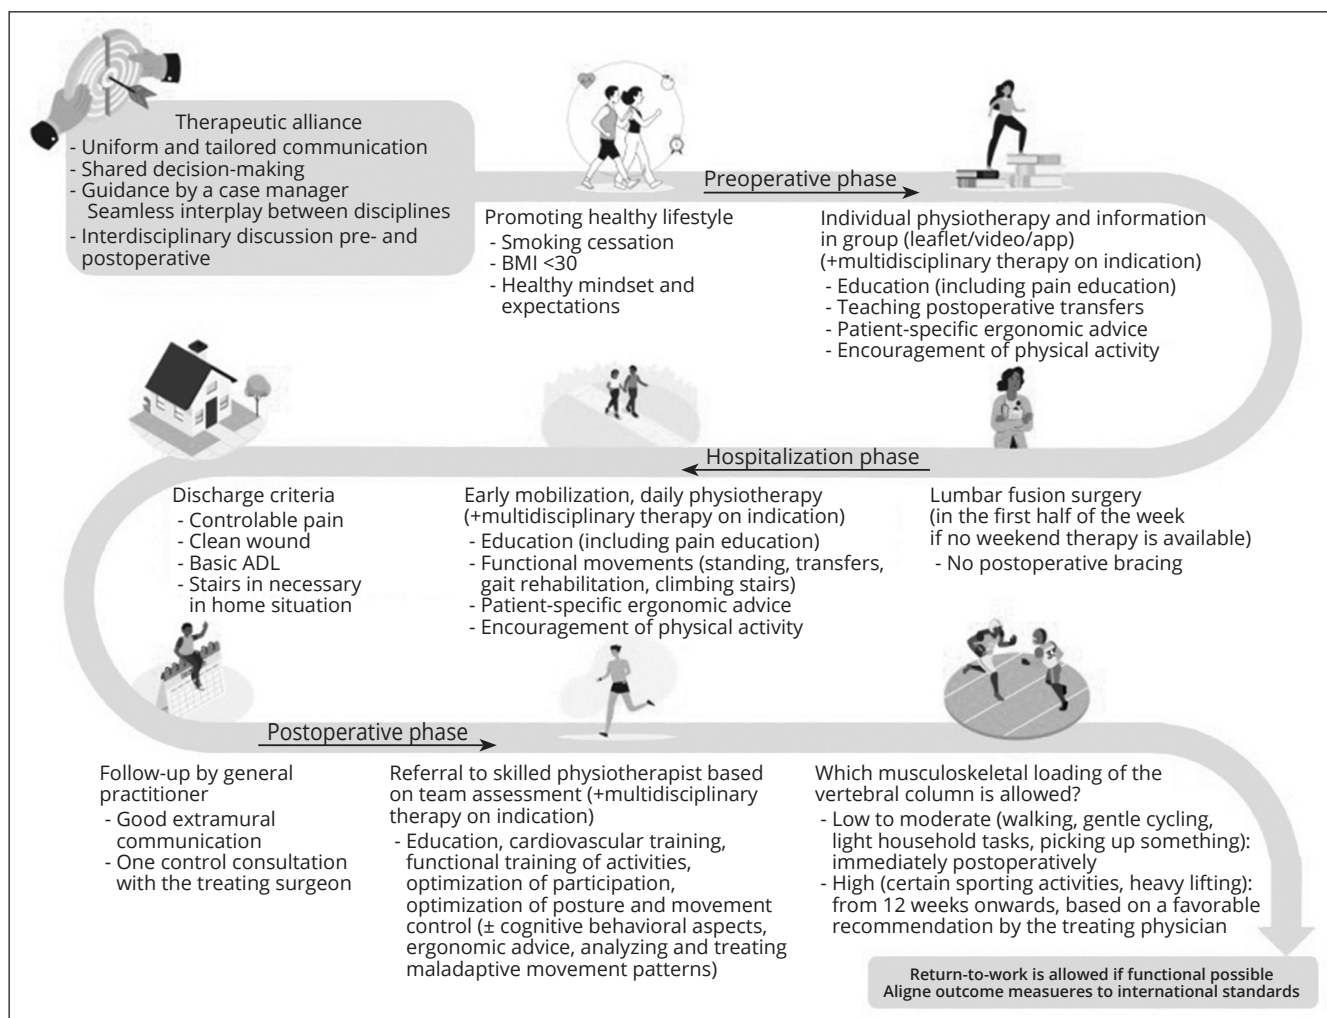 Therapeutic alliance
- Uniform and tailored communication
- Shared decision-making
- Guidance by a case manager
Seamless interplay between disciplines
- Interdisciplinary discussion pre- and
postoperative
Preoperative phase
Promoting healthy lifestyle
- Smoking cessation
- BMI <30
- Healthy mindset and
expectations
Individual physiotherapy and information
in group (leaflet/video/app)
(+multidisciplinary therapy on indication)
- Education (including pain education)
- Teaching postoperative transfers
- Patient-specific ergonomic advice
- Encouragement of physical activity
Hospitalization phase
Lumbar fusion surgery
(in the first half of the week
if no weekend therapy is available)
- No postoperative bracing
Early mobilization, daily physiotherapy
(+multidisciplinary therapy on indication)
- Education (including pain education)
- Functional movements (standing, transfers,
gait rehabilitation, climbing stairs)
- Patient-specific ergonomic advice
- Encouragement of physical activity
Discharge criteria
- Controlable pain
- Clean wound
- Basic ADL
- Stairs in necessary
in home situation
Postoperative phase
Follow-up by general
practitioner
- Good extramural
communication
- One control consultation
with the treating surgeon
Referral to skilled physiotherapist based
on team assessment (+multidisciplinary
therapy on indication)
- Education, cardiovascular training,
functional training of activities,
optimization of participation,
optimization of posture and movement
control (± cognitive behavioral aspects,
ergonomic advice, analyzing and treating
maladaptive movement patterns)
Which musculoskeletal loading of the
vertebral column is allowed?
- Low to moderate (walking, gentle cycling,
light household tasks, picking up something):
immediately postoperatively
- High (certain sporting activities, heavy lifting):
from 12 weeks onwards, based on a favorable
recommendation by the treating physician
Return-to-work is allowed if functional possible
Aligne outcome measueres to international standards